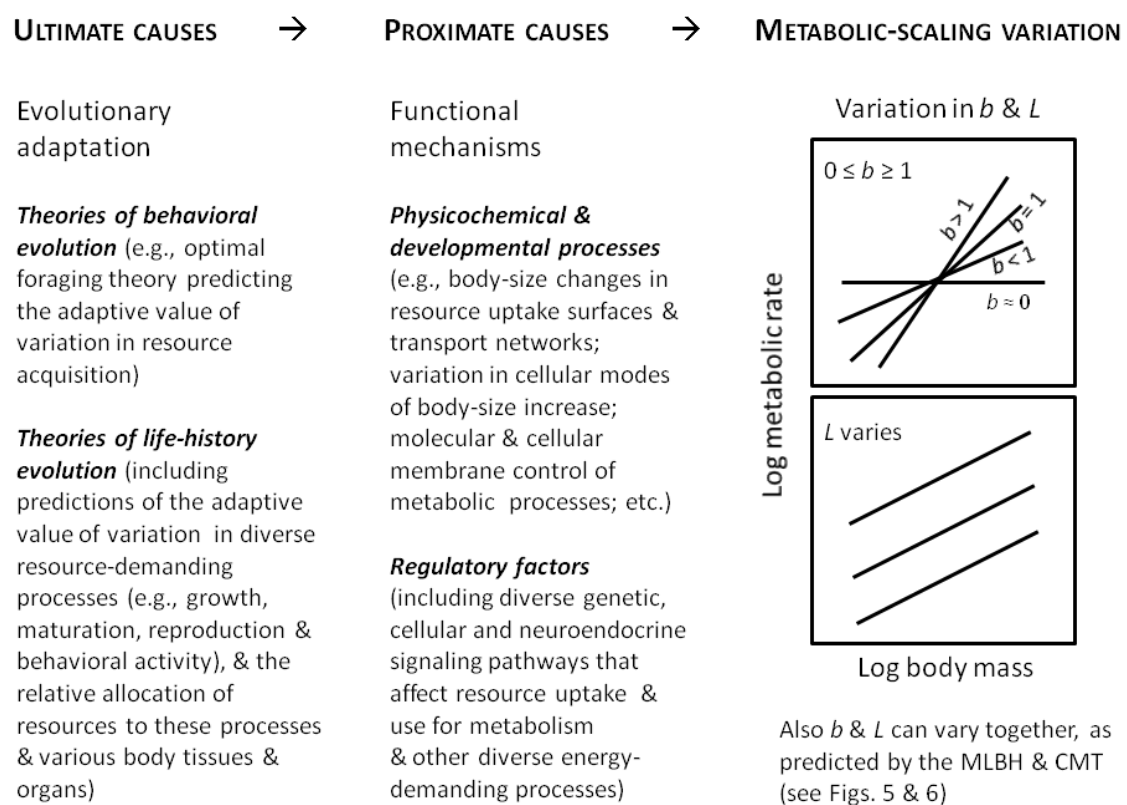 ULTIMATE CAUSES →
Evolutionary
adaptation
Theories of behavioral
evolution (e.g., optimal
foraging theory predicting
the adaptive value of
variation in resource
acquisition)
Theories of life-history
evolution (including
predictions of the adaptive
value of variation in diverse
resource-demanding
processes (e.g., growth,
maturation, reproduction &
behavioral activity), & the
relative allocation of
resources to these processes
& various body tissues &
organs)
PROXIMATE CAUSES →
Functional
mechanisms
Physicochemical &
developmental processes
(e.g., body-size changes in
resource uptake surfaces &
transport networks;
variation in cellular modes
of body-size increase;
molecular & cellular
membrane control of
metabolic processes; etc.)
Regulatory factors
(including diverse genetic,
cellular and neuroendocrine
signaling pathways that
affect resource uptake &
use for metabolism
& other diverse energy-
demanding processes)
METABOLIC-SCALING VARIATION
Variation in b & L
0 ≤ b ≥ 1
b > 1
b = 1
b < 1
b ≈ 0
L varies
Log metabolic rate
Log body mass
Also b & L can vary together, as
predicted by the MLBH & CMT
(see Figs. 5 & 6)